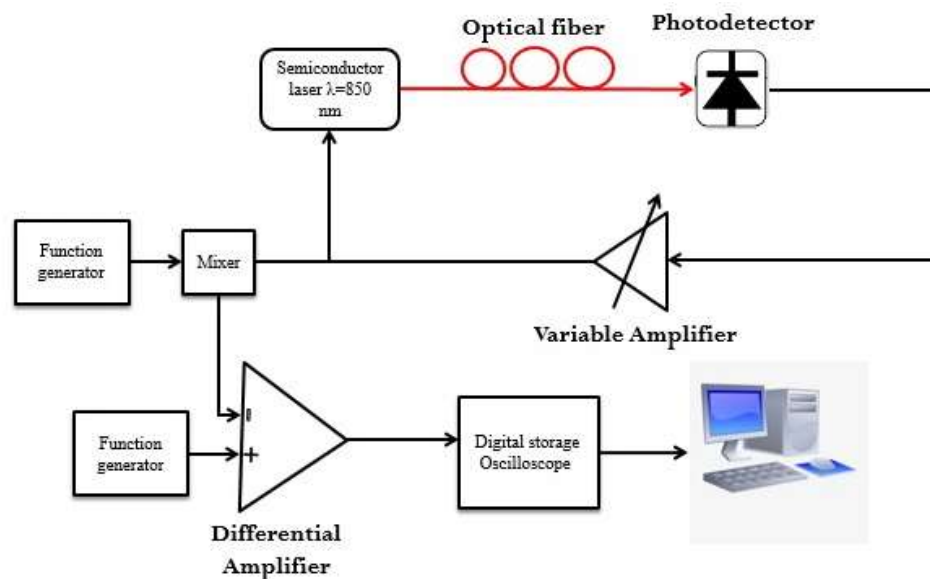 Optical fiber
Photodetector
Semiconductor
laser λ=850
nm
Function
generator
Mixer
Variable Amplifier
Function
generator
-
+
Digital storage
Oscilloscope
Differential
Amplifier